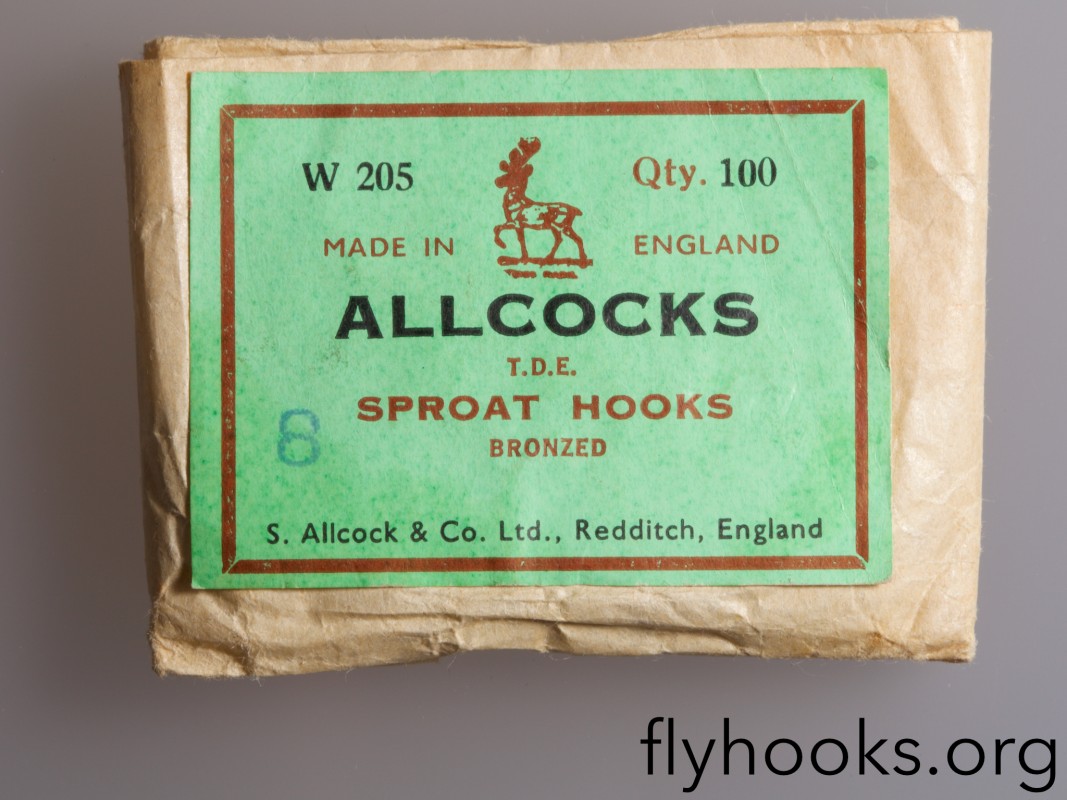 W 205
Qty. 100
MADE IN ENGLAND
ALLCOCKS
T.D.E.
SPROAT HOOKS
8
BRONZED
S. Allcock & Co. Ltd., Redditch, England
flyhooks.org